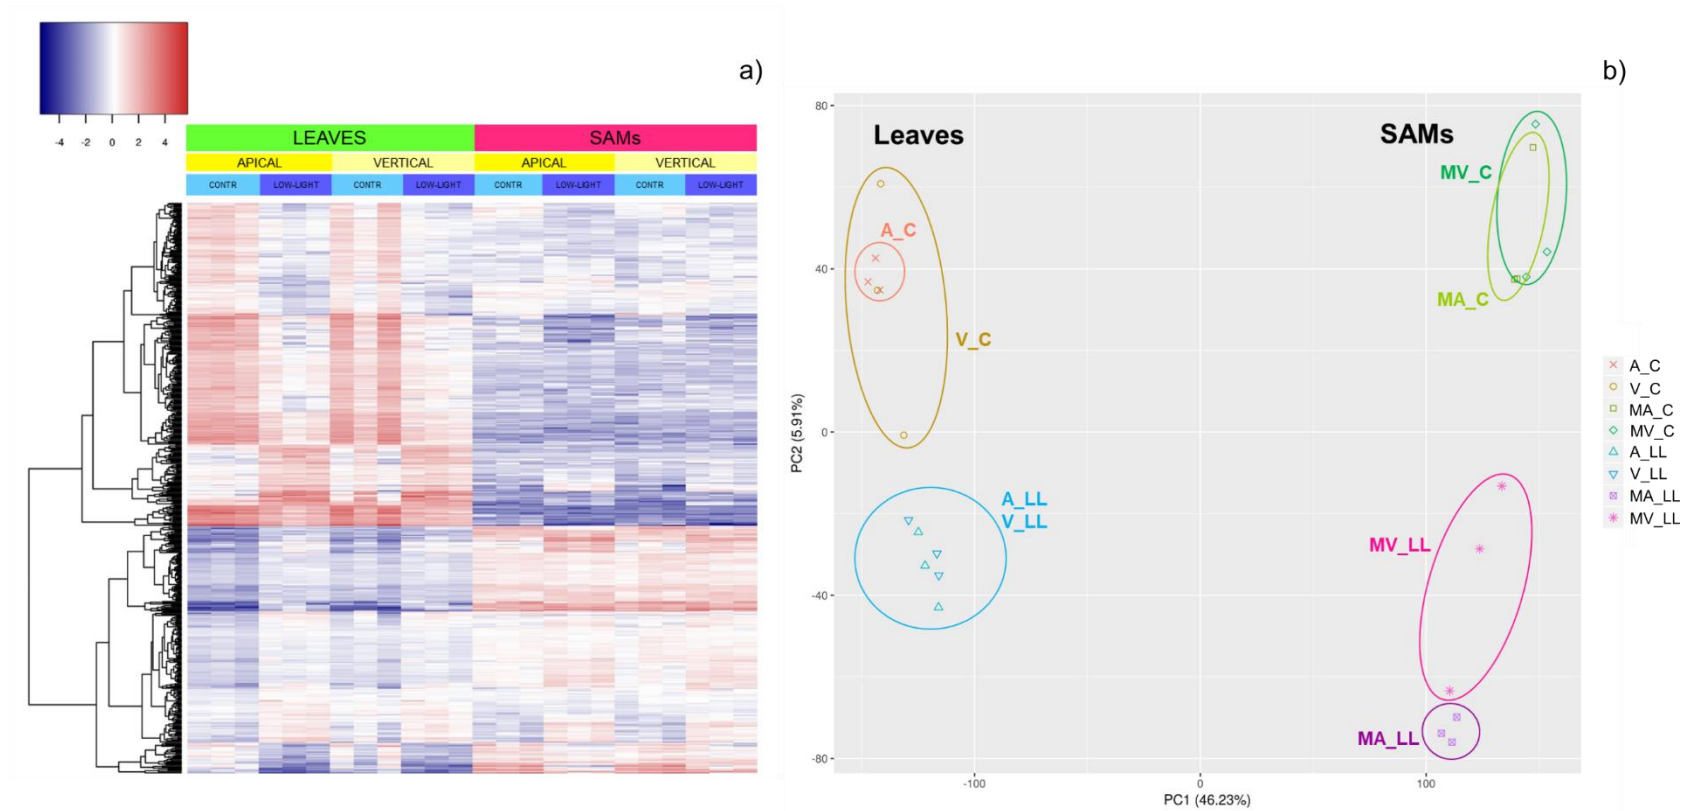 a)
-4 -2 0 2 4
LEAVES SAMs
APICAL VERTICAL APICAL VERTICAL
CONTR LOW-LIGHT CONTR LOW-LIGHT CONTR LOW-LIGHT CONTR LOW-LIGHT
b)
80
40
0
-40
-80
PC2 (5.91%)
Leaves
SAMs
MV_C
A_C
MA_C
V_C
A_LL
V_LL
MV_LL
MA_LL
-100 0 100
PC1 (46.23%)
A_C
V_C
MA_C
MV_C
A_LL
V_LL
MA_LL
MV_LL